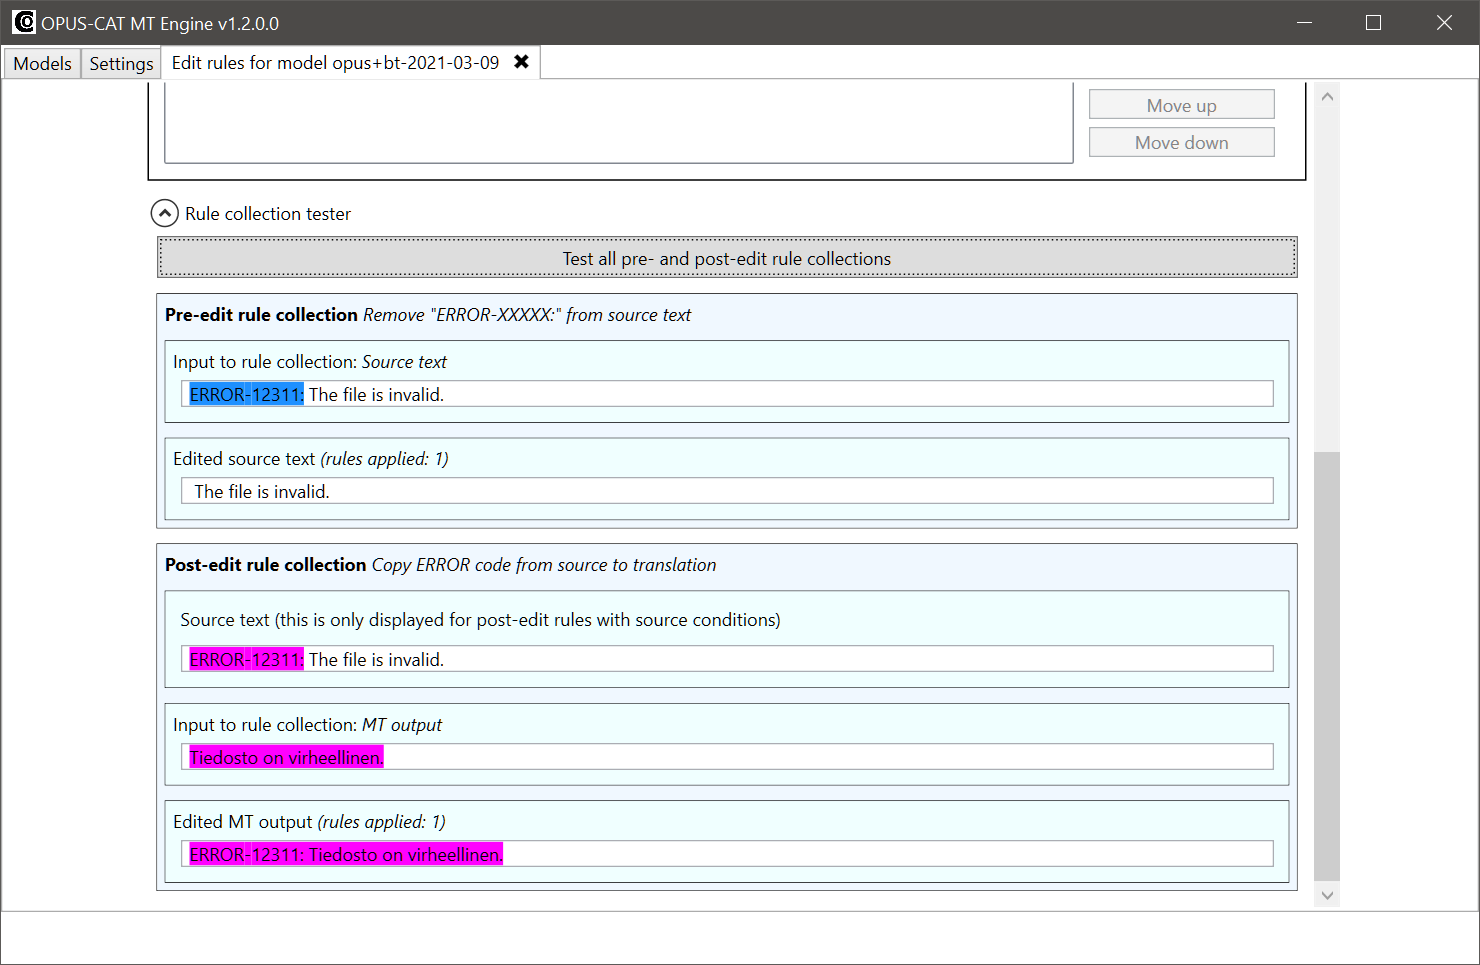 OPUS-CAT MT Engine v1.2.0.0
Models Settings Edit rules for model opus+bt-2021-03-09
Move up
Move down
Rule collection tester
Test all pre- and post-edit rule collections
Pre-edit rule collection Remove "ERROR-XXXXX:" from source text
Input to rule collection: Source text
ERROR-12311: The file is invalid.
Edited source text (rules applied: 1)
The file is invalid.
Post-edit rule collection Copy ERROR code from source to translation
Source text (this is only displayed for post-edit rules with source conditions)
ERROR-12311: The file is invalid.
Input to rule collection: MT output
Tiedosto on virheellinen.
Edited MT output (rules applied: 1)
ERROR-12311: Tiedosto on virheellinen.